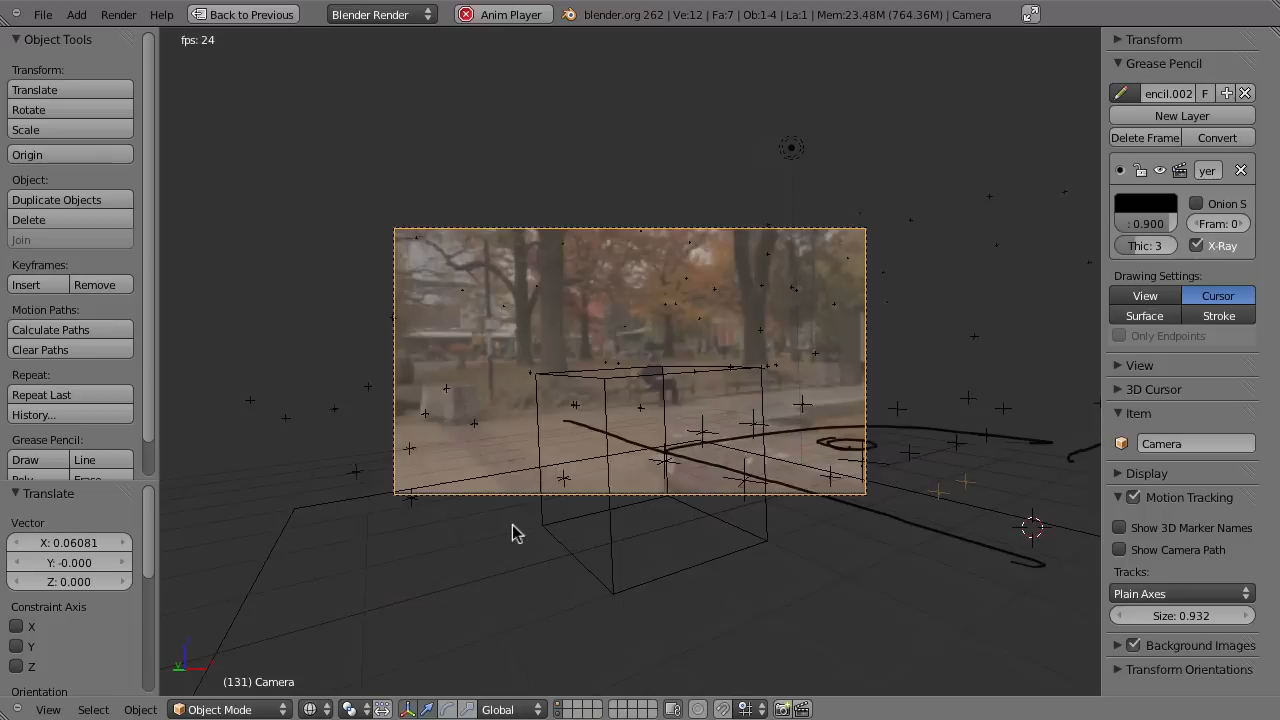 File Add Render Help Back to Previous Blender Render Anim Player blender.org 262 | Ve:12 | Fa:7 | Ob:1-4 | La:1 | Mem:23.48M (764.36M) | Camera
Object Tools
Transform:
Translate
Rotate
Scale
Origin
Object:
Duplicate Objects
Delete
Join
Keyframes:
Insert Remove
Motion Paths:
Calculate Paths
Clear Paths
Repeat:
Repeat Last
History...
Grease Pencil:
Draw Line
Translate
Vector
X: 0.06081
Y: -0.000
Z: 0.000
Constraint Axis
X
Y
Z
Orientation
fps: 24
(131) Camera
Transform
Grease Pencil
encil.002 F
New Layer
Delete Frame Convert
yer
Onion S
: 0.900 Fram: 0
Thic: 3 X-Ray
Drawing Settings:
View Cursor
Surface Stroke
Only Endpoints
View
3D Cursor
Item
Camera
Display
Motion Tracking
Show 3D Marker Names
Show Camera Path
Tracks:
Plain Axes
Size: 0.932
Background Images
Transform Orientations
View Select Object Object Mode Global